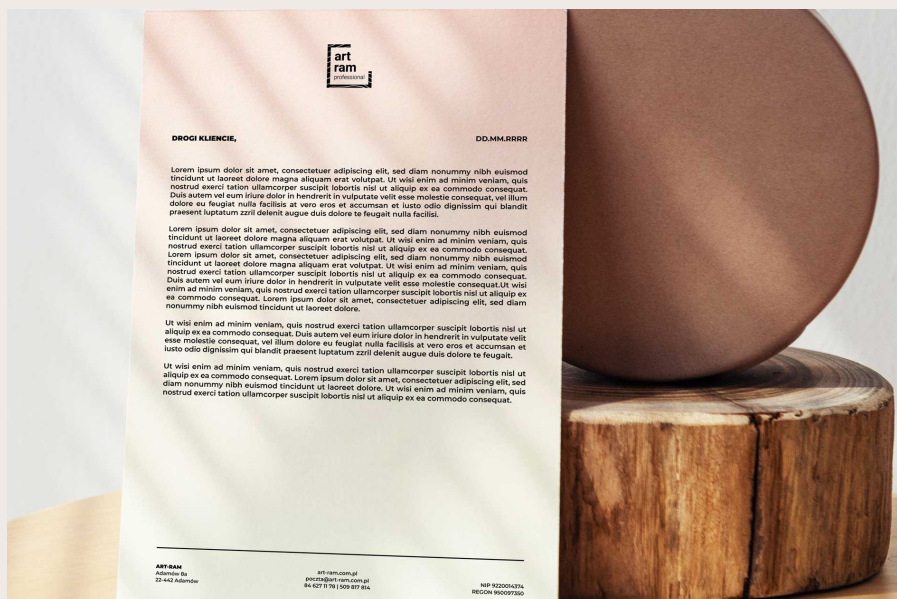 art
ram
professional
DROGI KLIENCIE,
DD.MM.RRRR
Lorem ipsum dolor sit amet, consectetuer adipiscing elit, sed diam nonummy nibh euismod
tincidunt ut laoreet dolore magna aliquam erat volutpat. Ut wisi enim ad minim veniam, quis
nostrud exerci tation ullamcorper suscipit lobortis nisl ut aliquip ex ea commodo consequat.
Duis autem vel eum iriure dolor in hendrerit in vulputate velit esse molestie consequat, vel illum
dolore eu feugiat nulla facilisis at vero eros et accumsan et iusto odio dignissim qui blandit
praesent luptatum zzril delenit augue duis dolore te feugait nulla facilisi.
Lorem ipsum dolor sit amet, consectetuer adipiscing elit, sed diam nonummy nibh euismod
tincidunt ut laoreet dolore magna aliquam erat volutpat. Ut wisi enim ad minim veniam, quis
nostrud exerci tation ullamcorper suscipit lobortis nisl ut aliquip ex ea commodo consequat.
Lorem ipsum dolor sit amet, consectetuer adipiscing elit, sed diam nonummy nibh euismod
tincidunt ut laoreet dolore magna aliquam erat volutpat. Ut wisi enim ad minim veniam, quis
nostrud exerci tation ullamcorper suscipit lobortis nisl ut aliquip ex ea commodo consequat.
Duis autem vel eum iriure dolor in hendrerit in vulputate velit esse molestie consequat.Ut wisi
enim ad minim veniam, quis nostrud exerci tation ullamcorper suscipit lobortis nisl ut aliquip ex
ea commodo consequat. Lorem ipsum dolor sit amet, consectetuer adipiscing elit, sed diam
nonummy nibh euismod tincidunt ut laoreet dolore.
Ut wisi enim ad minim veniam, quis nostrud exerci tation ullamcorper suscipit lobortis nisl ut
aliquip ex ea commodo consequat. Duis autem vel eum iriure dolor in hendrerit in vulputate velit
esse molestie consequat, vel illum dolore eu feugiat nulla facilisis at vero eros et accumsan et
iusto odio dignissim qui blandit praesent luptatum zzril delenit augue duis dolore te feugait.
Ut wisi enim ad minim veniam, quis nostrud exerci tation ullamcorper suscipit lobortis nisl ut
aliquip ex ea commodo consequat. Lorem ipsum dolor sit amet, consectetuer adipiscing elit, sed
diam nonummy nibh euismod tincidunt ut laoreet dolore. Ut wisi enim ad minim veniam, quis
nostrud exerci tation ullamcorper suscipit lobortis nisl ut aliquip ex ea commodo consequat.
ART-RAM
Adamów 8a
22-442 Adamów
art-ram.com.pl
poczta@art-ram.com.pl
84 627 11 78 | 509 817 814
NIP 9220014374
REGON 950097350